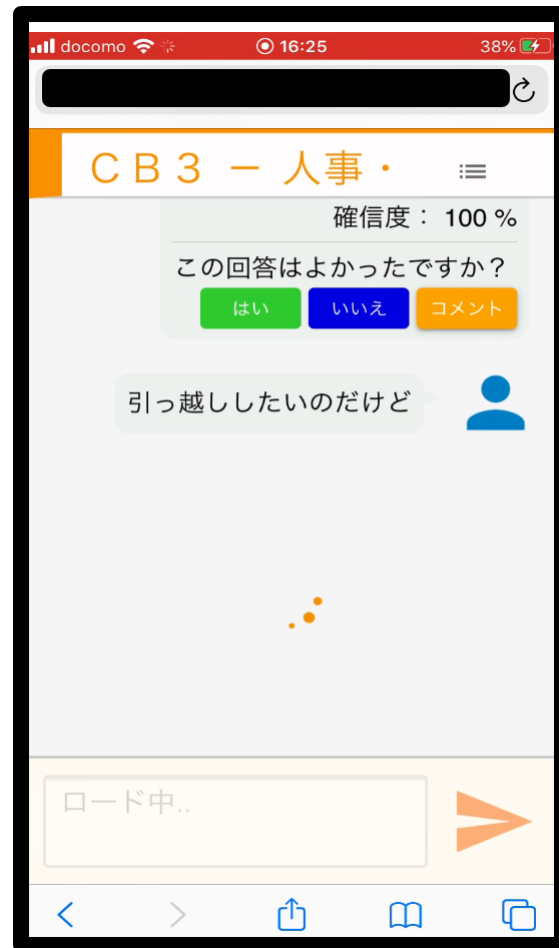 docomo 16:25 38%
CB3 － 人事・
確信度： 100 %
この回答はよかったですか？
はい いいえ コメント
引っ越ししたいのだけど
ロード中..